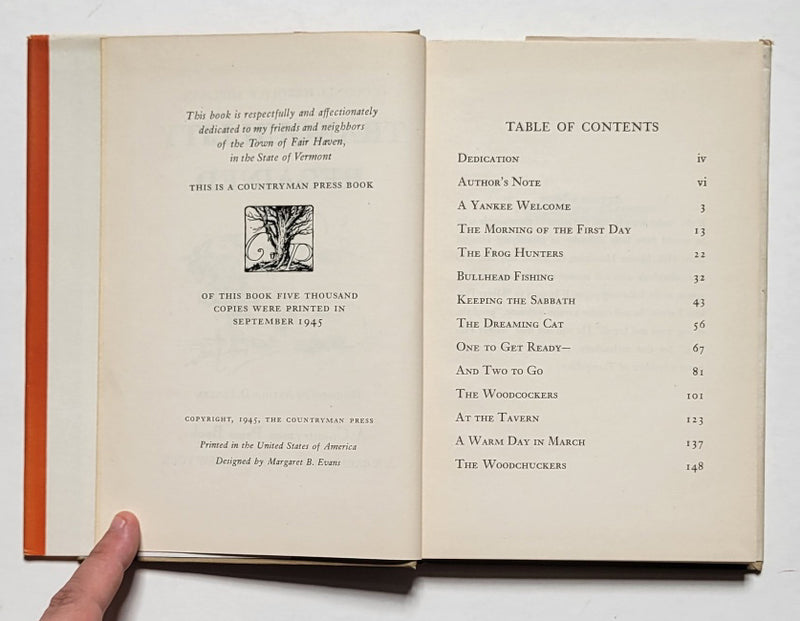 This book is respectfully and affectionately
dedicated to my friends and neighbors
of the Town of Fair Haven,
in the State of Vermont
THIS IS A COUNTRYMAN PRESS BOOK
OF THIS BOOK FIVE THOUSAND
COPIES WERE PRINTED IN
SEPTEMBER 1945
COPYRIGHT, 1945, THE COUNTRYMAN PRESS
Printed in the United States of America
Designed by Margaret B. Evans
TABLE OF CONTENTS
Dedication iv
Author's Note vi
A Yankee Welcome 3
The Morning of the First Day 13
The Frog Hunters 22
Bullhead Fishing 32
Keeping the Sabbath 43
The Dreaming Cat 56
One to Get Ready— 67
And Two to Go 81
The Woodcockers 101
At the Tavern 123
A Warm Day in March 137
The Woodchuckers 148